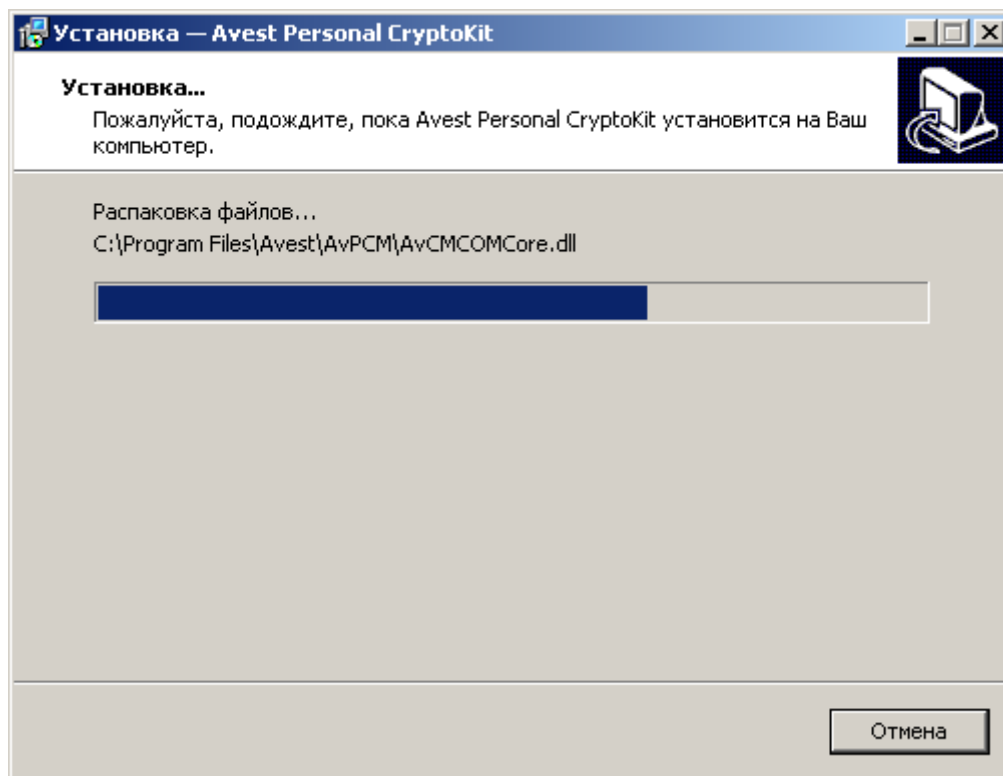 Установка — Avest Personal CryptoKit
Установка...
Пожалуйста, подождите, пока Avest Personal CryptoKit установится на Ваш
компьютер.
Распаковка файлов...
C:\Program Files\Avest\AvPCM\AvCMCOMCore.dll
Отмена